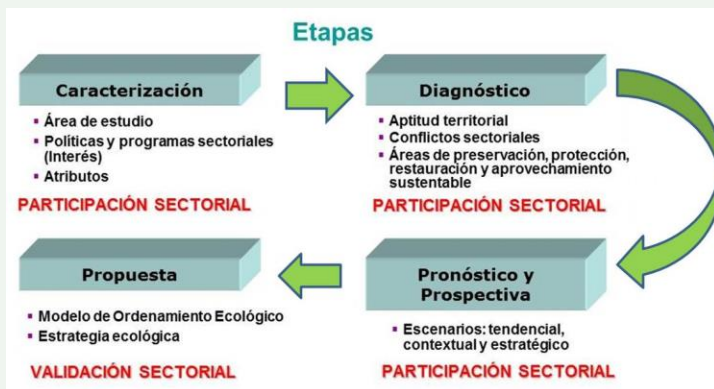 Etapas
Caracterización
▪ Área de estudio
▪ Políticas y programas sectoriales
(Interés)
▪ Atributos
PARTICIPACIÓN SECTORIAL
Diagnóstico
▪ Aptitud territorial
▪ Conflictos sectoriales
▪ Áreas de preservación, protección,
restauración y aprovechamiento
sustentable
PARTICIPACIÓN SECTORIAL
Pronóstico y
Prospectiva
▪ Escenarios: tendencial,
contextual y estratégico
PARTICIPACIÓN SECTORIAL
Propuesta
▪ Modelo de Ordenamiento Ecológico
▪ Estrategia ecológica
VALIDACIÓN SECTORIAL